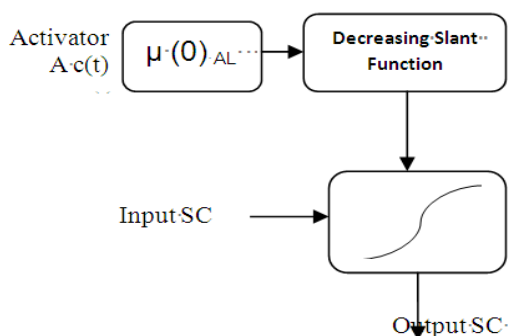 Activator
A·c(t)
μ·(0)·AL
Decreasing·Slant··
Function
Input·SC
Output·SC·